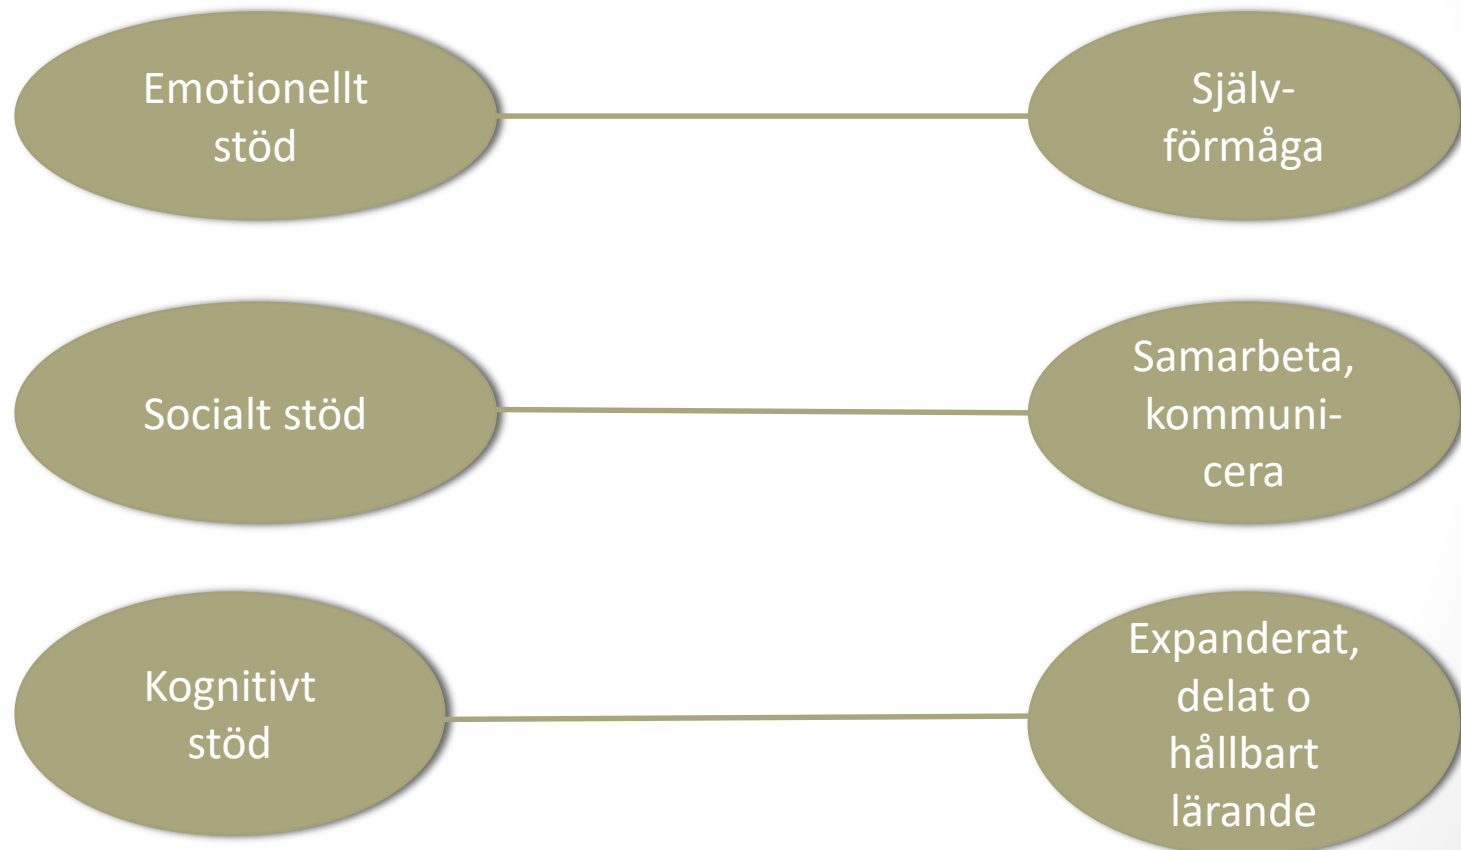 Emotionellt
stöd
Själv-
förmåga
Socialt stöd
Samarbeta,
kommuni-
cera
Kognitivt
stöd
Expanderat,
delat o
hållbart
lärande